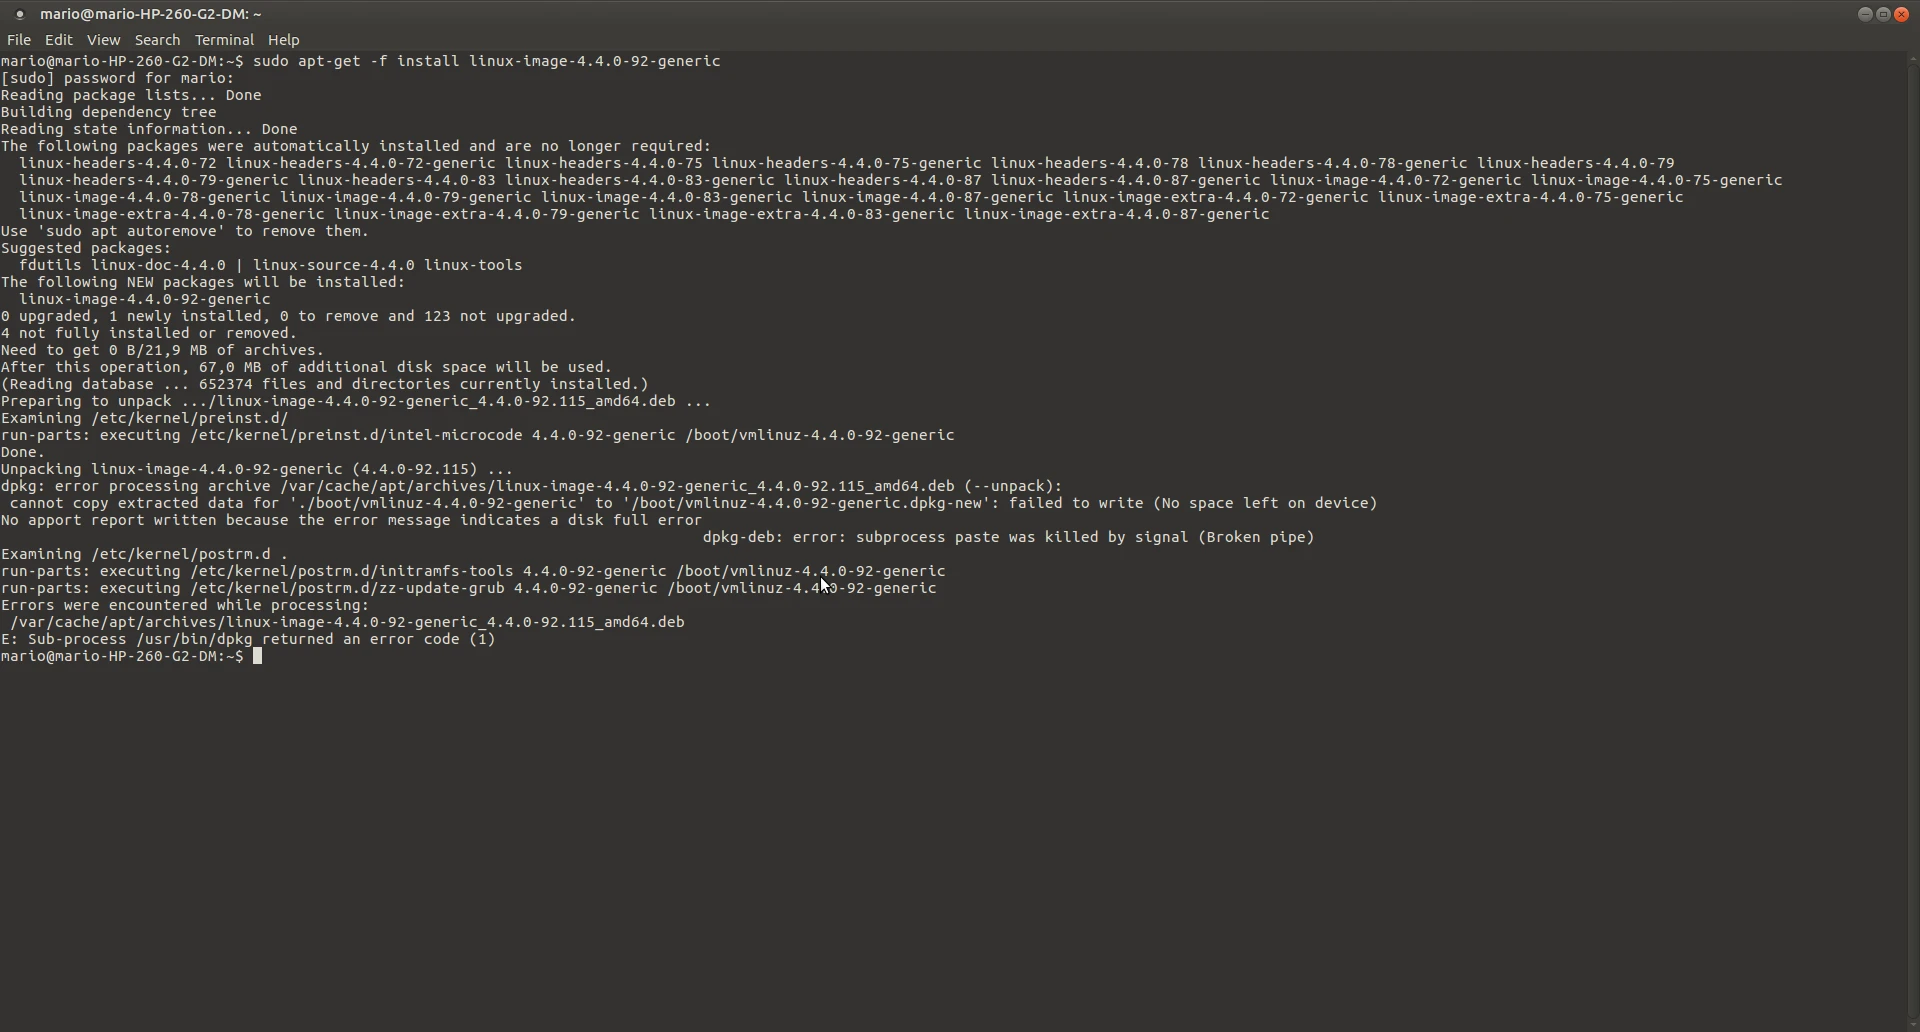 mario@mario-HP-260-G2-DM: ~
File Edit View Search Terminal Help
mario@mario-HP-260-G2-DM:~$ sudo apt-get -f install linux-image-4.4.0-92-generic
[sudo] password for mario:
Reading package lists... Done
Building dependency tree
Reading state information... Done
The following packages were automatically installed and are no longer required:
  linux-headers-4.4.0-72 linux-headers-4.4.0-72-generic linux-headers-4.4.0-75 linux-headers-4.4.0-75-generic linux-headers-4.4.0-78 linux-headers-4.4.0-78-generic linux-headers-4.4.0-79
  linux-headers-4.4.0-79-generic linux-headers-4.4.0-83 linux-headers-4.4.0-83-generic linux-headers-4.4.0-87 linux-headers-4.4.0-87-generic linux-image-4.4.0-72-generic linux-image-4.4.0-75-generic
  linux-image-4.4.0-78-generic linux-image-4.4.0-79-generic linux-image-4.4.0-83-generic linux-image-4.4.0-87-generic linux-image-extra-4.4.0-72-generic linux-image-extra-4.4.0-75-generic
  linux-image-extra-4.4.0-78-generic linux-image-extra-4.4.0-79-generic linux-image-extra-4.4.0-83-generic linux-image-extra-4.4.0-87-generic
Use 'sudo apt autoremove' to remove them.
Suggested packages:
  fdutils linux-doc-4.4.0 | linux-source-4.4.0 linux-tools
The following NEW packages will be installed:
  linux-image-4.4.0-92-generic
0 upgraded, 1 newly installed, 0 to remove and 123 not upgraded.
4 not fully installed or removed.
Need to get 0 B/21,9 MB of archives.
After this operation, 67,0 MB of additional disk space will be used.
(Reading database ... 652374 files and directories currently installed.)
Preparing to unpack .../linux-image-4.4.0-92-generic_4.4.0-92.115_amd64.deb ...
Examining /etc/kernel/preinst.d/
run-parts: executing /etc/kernel/preinst.d/intel-microcode 4.4.0-92-generic /boot/vmlinuz-4.4.0-92-generic
Done.
Unpacking linux-image-4.4.0-92-generic (4.4.0-92.115) ...
dpkg: error processing archive /var/cache/apt/archives/linux-image-4.4.0-92-generic_4.4.0-92.115_amd64.deb (--unpack):
 cannot copy extracted data for './boot/vmlinuz-4.4.0-92-generic' to '/boot/vmlinuz-4.4.0-92-generic.dpkg-new': failed to write (No space left on device)
No apport report written because the error message indicates a disk full error
dpkg-deb: error: subprocess paste was killed by signal (Broken pipe)
Examining /etc/kernel/postrm.d .
run-parts: executing /etc/kernel/postrm.d/initramfs-tools 4.4.0-92-generic /boot/vmlinuz-4.4.0-92-generic
run-parts: executing /etc/kernel/postrm.d/zz-update-grub 4.4.0-92-generic /boot/vmlinuz-4.4.0-92-generic
Errors were encountered while processing:
 /var/cache/apt/archives/linux-image-4.4.0-92-generic_4.4.0-92.115_amd64.deb
E: Sub-process /usr/bin/dpkg returned an error code (1)
mario@mario-HP-260-G2-DM:~$